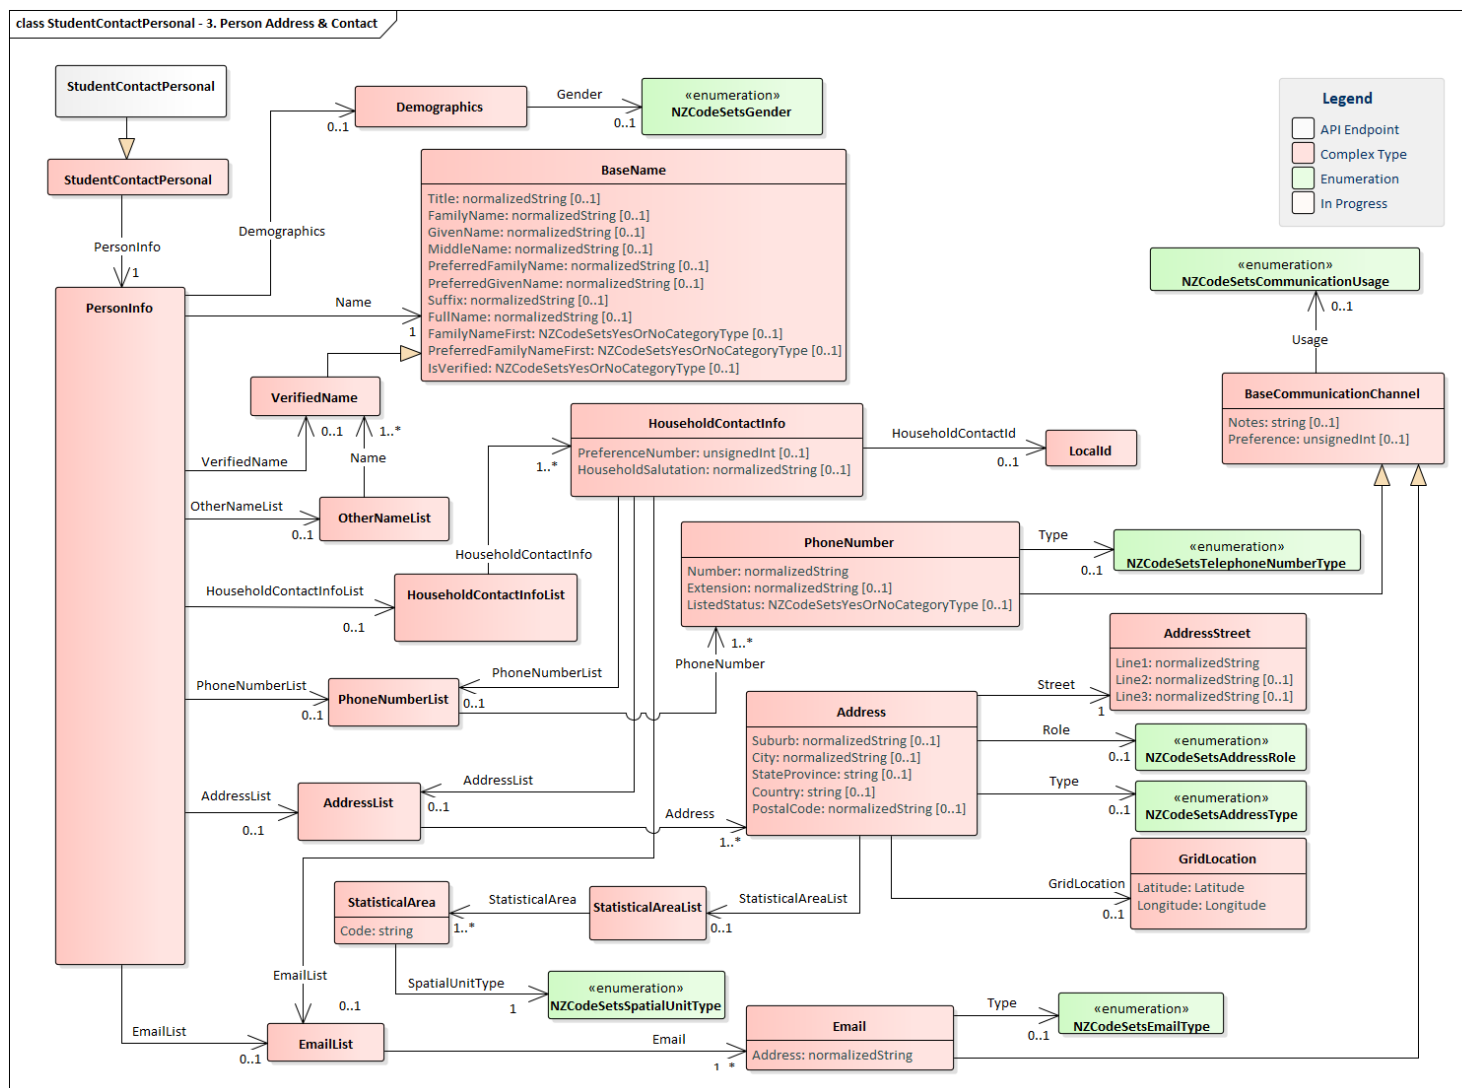 class StudentContactPersonal - 3. Person Address & Contact
StudentContactPersonal
StudentContactPersonal
PersonInfo
1
PersonInfo
Demographics
0..1
Demographics
Gender
0..1
«enumeration»
NZCodeSetsGender
Legend
API Endpoint
Complex Type
Enumeration
In Progress
BaseName
Title: normalizedString [0..1]
FamilyName: normalizedString [0..1]
GivenName: normalizedString [0..1]
MiddleName: normalizedString [0..1]
PreferredFamilyName: normalizedString [0..1]
PreferredGivenName: normalizedString [0..1]
Suffix: normalizedString [0..1]
FullName: normalizedString [0..1]
FamilyNameFirst: NZCodeSetsYesOrNoCategoryType [0..1]
PreferredFamilyNameFirst: NZCodeSetsYesOrNoCategoryType [0..1]
IsVerified: NZCodeSetsYesOrNoCategoryType [0..1]
Name
1
«enumeration»
NZCodeSetsCommunicationUsage
0..1
Usage
BaseCommunicationChannel
Notes: string [0..1]
Preference: unsignedInt [0..1]
VerifiedName
0..1
1..*
VerifiedName
Name
OtherNameList
0..1
OtherNameList
HouseholdContactInfo
PreferenceNumber: unsignedInt [0..1]
HouseholdSalutation: normalizedString [0..1]
1..*
HouseholdContactInfo
HouseholdContactId
0..1
LocalId
HouseholdContactInfoList
0..1
HouseholdContactInfoList
PhoneNumber
Number: normalizedString
Extension: normalizedString [0..1]
ListedStatus: NZCodeSetsYesOrNoCategoryType [0..1]
Type
0..1
«enumeration»
NZCodeSetsTelephoneNumberType
1..*
PhoneNumber
PhoneNumberList
0..1
PhoneNumberList
PhoneNumberList
0..1
AddressStreet
Line1: normalizedString
Line2: normalizedString [0..1]
Line3: normalizedString [0..1]
Street
1
Address
Suburb: normalizedString [0..1]
City: normalizedString [0..1]
StateProvince: string [0..1]
Country: string [0..1]
PostalCode: normalizedString [0..1]
Role
0..1
«enumeration»
NZCodeSetsAddressRole
Type
0..1
«enumeration»
NZCodeSetsAddressType
AddressList
0..1
AddressList
AddressList
0..1
Address
1..*
GridLocation
Latitude: Latitude
Longitude: Longitude
GridLocation
0..1
StatisticalAreaList
0..1
StatisticalAreaList
StatisticalArea
1..*
StatisticalArea
Code: string
SpatialUnitType
1
«enumeration»
NZCodeSetsSpatialUnitType
EmailList
0..1
EmailList
0..1
EmailList
Email
1..*
Email
Address: normalizedString
Type
0..1
«enumeration»
NZCodeSetsEmailType